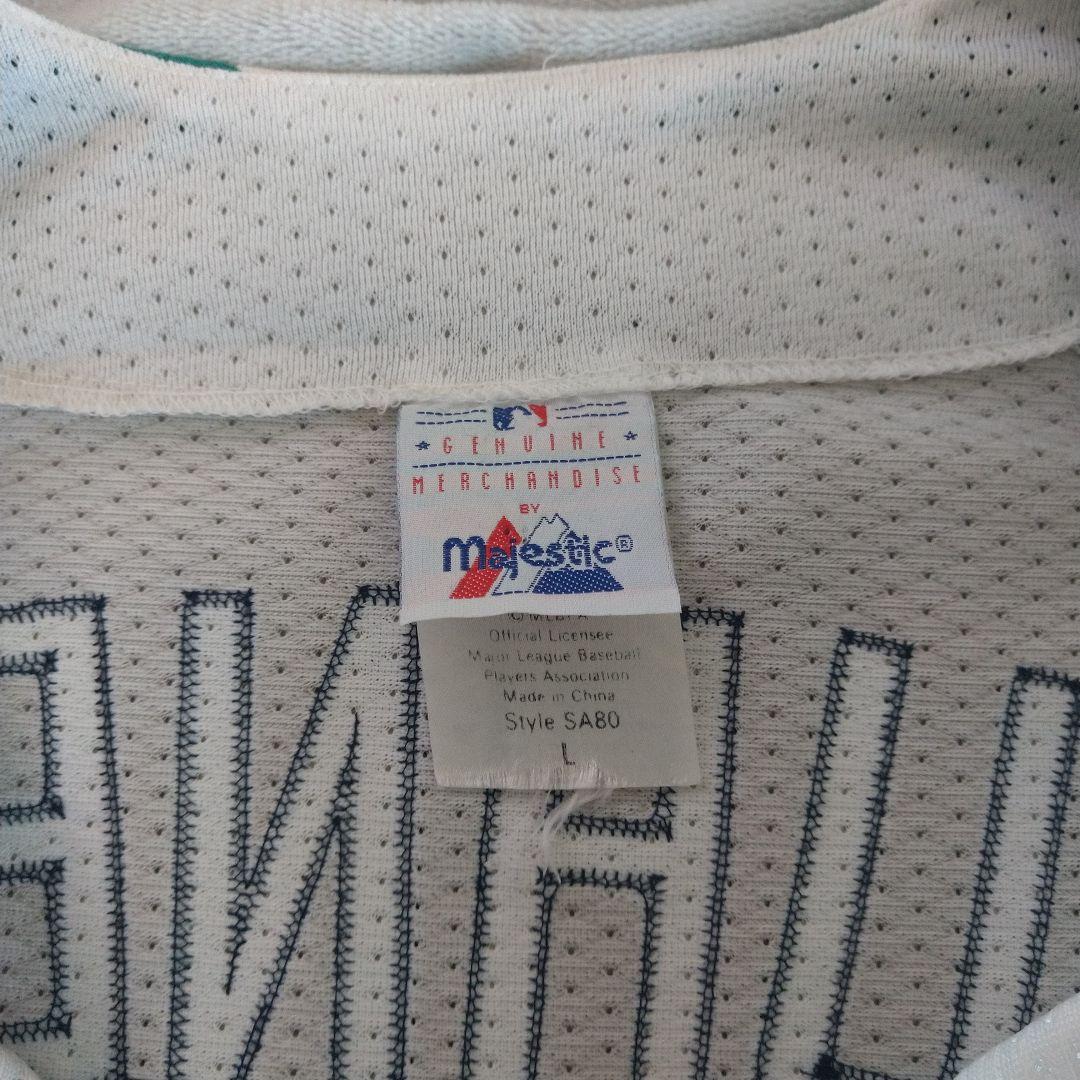 GENUINE
MERCHANDISE
BY
Majestic®
© MLBPA
Official Licensee
Major League Baseball
Players Association
Made in China
Style SA80
L